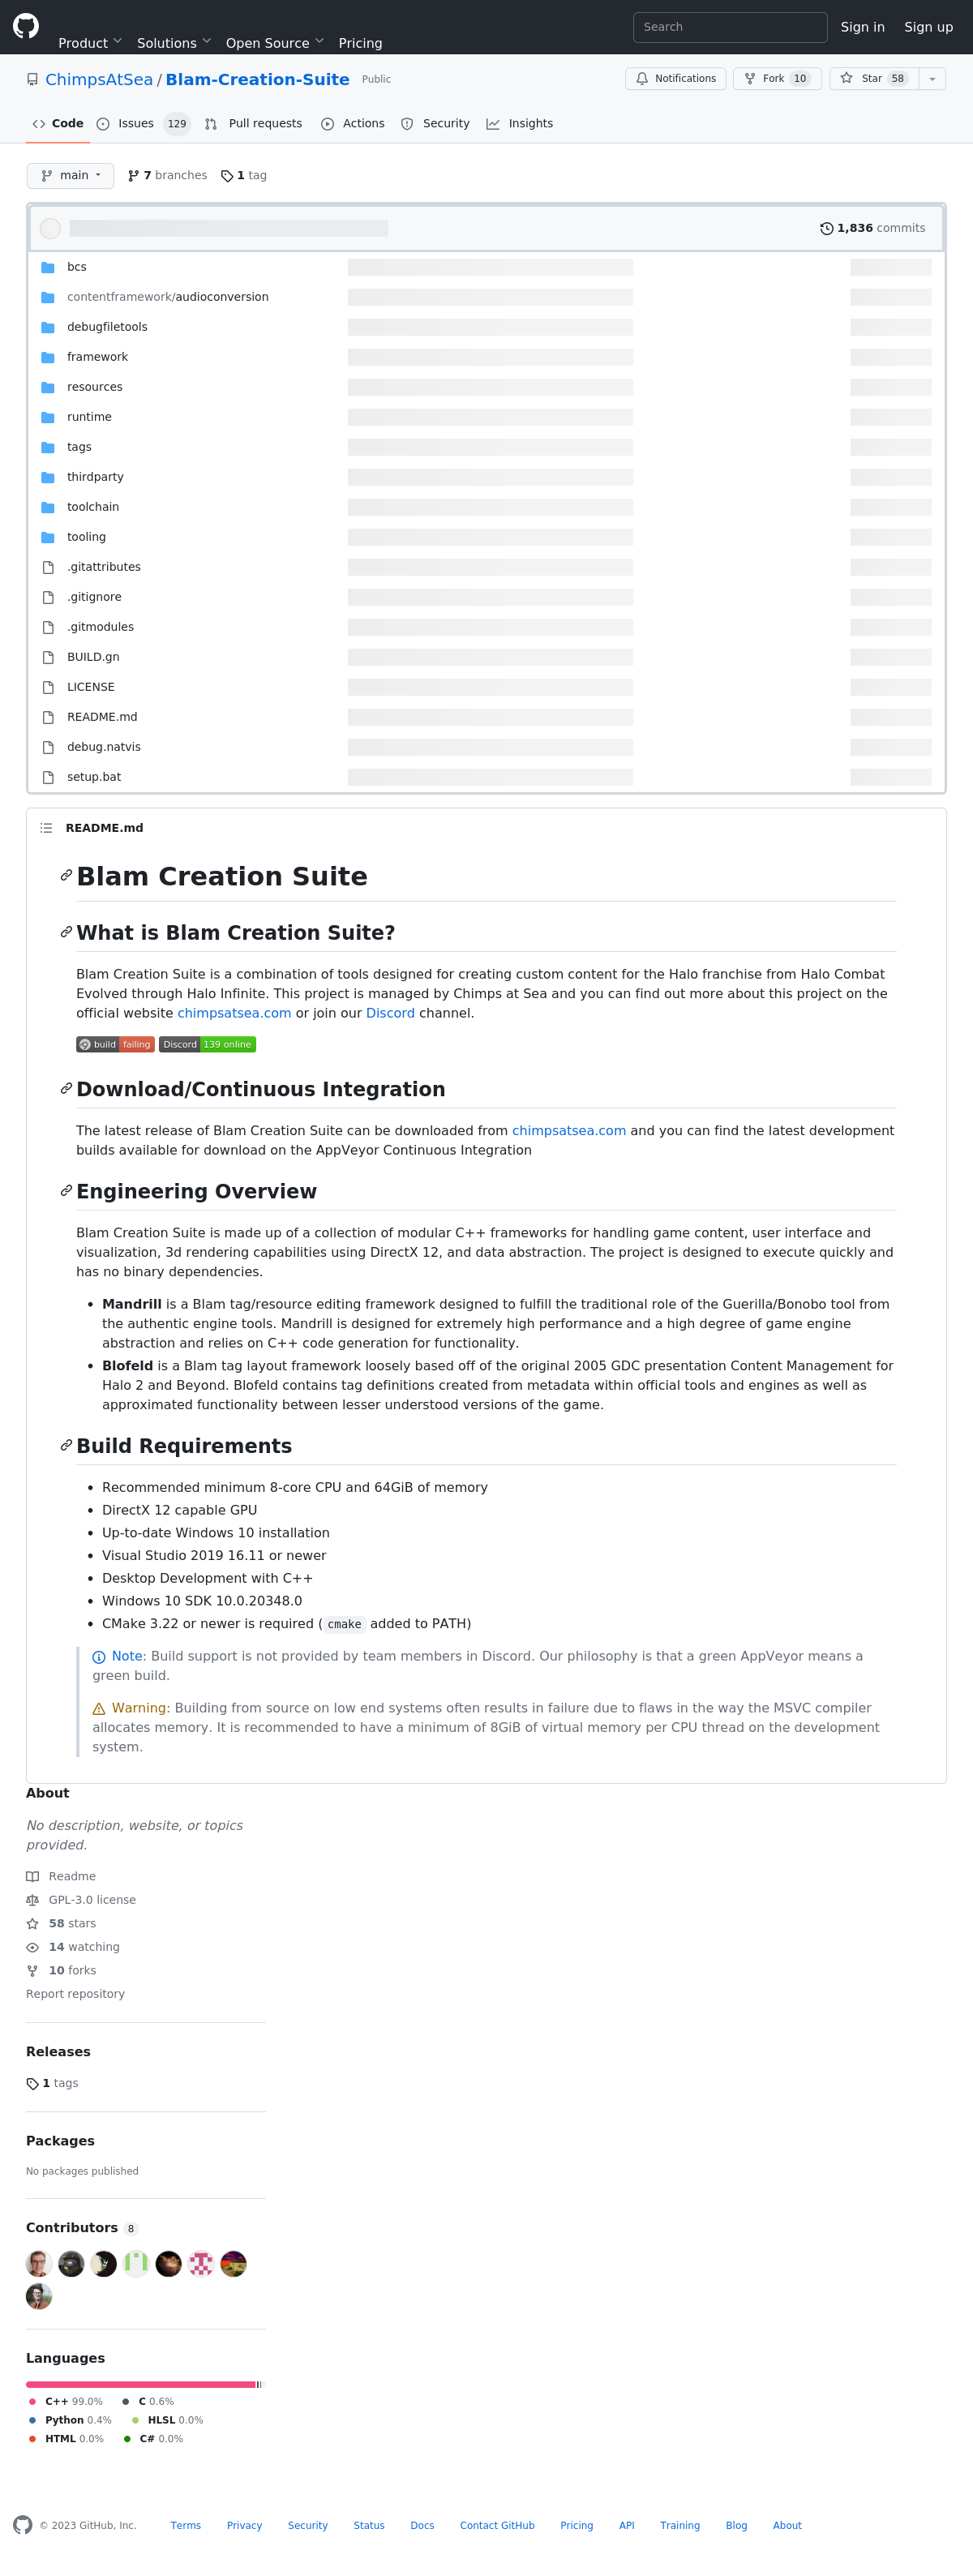 Product Solutions Open Source Pricing Search Sign in Sign up
ChimpsAtSea / Blam-Creation-Suite Public Notifications Fork 10 Star 58
Code Issues 129 Pull requests Actions Security Insights
main 7 branches 1 tag
1,836 commits
bcs
contentframework/audioconversion
debugfiletools
framework
resources
runtime
tags
thirdparty
toolchain
tooling
.gitattributes
.gitignore
.gitmodules
BUILD.gn
LICENSE
README.md
debug.natvis
setup.bat
README.md
Blam Creation Suite
What is Blam Creation Suite?
Blam Creation Suite is a combination of tools designed for creating custom content for the Halo franchise from Halo Combat
Evolved through Halo Infinite. This project is managed by Chimps at Sea and you can find out more about this project on the
official website chimpsatsea.com or join our Discord channel.
build failing Discord 139 online
Download/Continuous Integration
The latest release of Blam Creation Suite can be downloaded from chimpsatsea.com and you can find the latest development
builds available for download on the AppVeyor Continuous Integration
Engineering Overview
Blam Creation Suite is made up of a collection of modular C++ frameworks for handling game content, user interface and
visualization, 3d rendering capabilities using DirectX 12, and data abstraction. The project is designed to execute quickly and
has no binary dependencies.
• Mandrill is a Blam tag/resource editing framework designed to fulfill the traditional role of the Guerilla/Bonobo tool from
the authentic engine tools. Mandrill is designed for extremely high performance and a high degree of game engine
abstraction and relies on C++ code generation for functionality.
• Blofeld is a Blam tag layout framework loosely based off of the original 2005 GDC presentation Content Management for
Halo 2 and Beyond. Blofeld contains tag definitions created from metadata within official tools and engines as well as
approximated functionality between lesser understood versions of the game.
Build Requirements
• Recommended minimum 8-core CPU and 64GiB of memory
• DirectX 12 capable GPU
• Up-to-date Windows 10 installation
• Visual Studio 2019 16.11 or newer
• Desktop Development with C++
• Windows 10 SDK 10.0.20348.0
• CMake 3.22 or newer is required ( cmake added to PATH)
Note: Build support is not provided by team members in Discord. Our philosophy is that a green AppVeyor means a
green build.
Warning: Building from source on low end systems often results in failure due to flaws in the way the MSVC compiler
allocates memory. It is recommended to have a minimum of 8GiB of virtual memory per CPU thread on the development
system.
About
No description, website, or topics
provided.
Readme
GPL-3.0 license
58 stars
14 watching
10 forks
Report repository
Releases
1 tags
Packages
No packages published
Contributors 8
Languages
C++ 99.0% C 0.6%
Python 0.4% HLSL 0.0%
HTML 0.0% C# 0.0%
© 2023 GitHub, Inc. Terms Privacy Security Status Docs Contact GitHub Pricing API Training Blog About